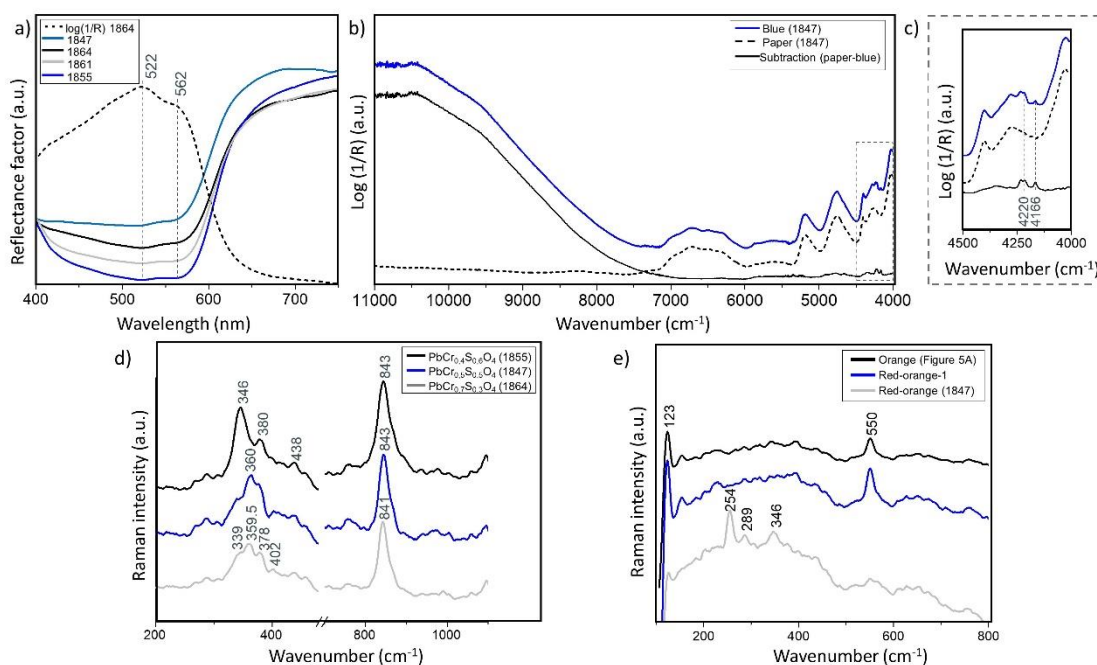 a)
log(1/R) 1864
1847
1864
1861
1855
522
562
Reflectance factor (a.u.)
400
500
600
700
Wavelength (nm)
b)
Blue (1847)
Paper (1847)
Subtraction (paper-blue)
Log (1/R) (a.u.)
11000
10000
9000
8000
7000
6000
5000
4000
Wavenumber (cm⁻¹)
c)
4220
4166
4500
4250
4000
Wavenumber (cm⁻¹)
d)
PbCr₀.₄S₀.₆O₄ (1855)
PbCr₀.₅S₀.₅O₄ (1847)
PbCr₀.₇S₀.₃O₄ (1864)
346
380
438
843
360
843
339
359.5
378
402
841
Raman intensity (a.u.)
200
400
800
1000
Wavenumber (cm⁻¹)
e)
Orange (Figure 5A)
Red-orange-1
Red-orange (1847)
123
550
254
289
346
Raman intensity (a.u.)
200
400
600
800
Wavenumber (cm⁻¹)